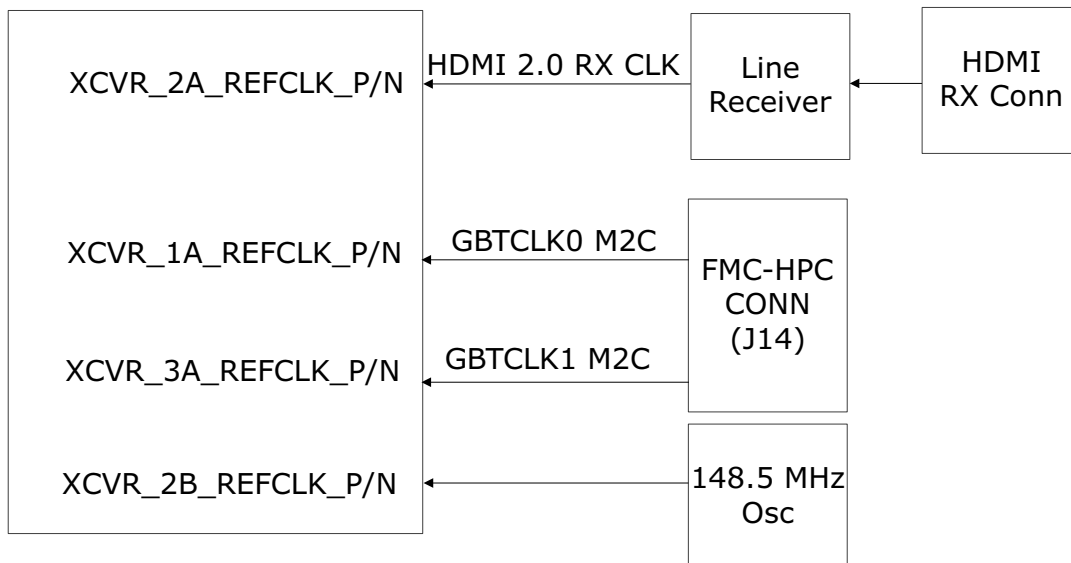 XCVR_2A_REFCLK_P/N
HDMI 2.0 RX CLK
Line
Receiver
HDMI
RX Conn
XCVR_1A_REFCLK_P/N
GBTCLK0 M2C
XCVR_3A_REFCLK_P/N
GBTCLK1 M2C
FMC-HPC
CONN
(J14)
XCVR_2B_REFCLK_P/N
148.5 MHz
Osc